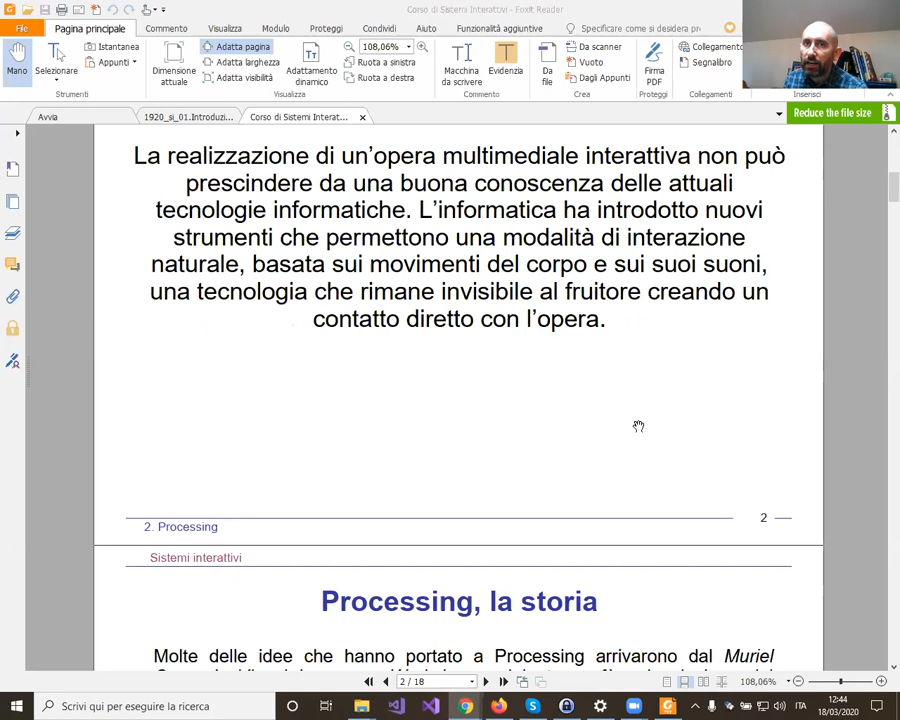 Corso di Sistemi Interattivi - Foxit Reader
File
Pagina principale
Commento
Visualizza
Modulo
Proteggi
Condividi
Aiuto
Funzionalità aggiuntive
Specificare cosa si desidera
Mano
Selezionare
Istantanea
Appunti
Strumenti
Dimensione
attuale
Adatta pagina
Adatta larghezza
Adatta visibilità
Adattamento
dinamico
108,06%
Ruota a sinistra
Ruota a destra
Visualizza
Macchina
da scrivere
Evidenzia
Commento
Da
file
Da scanner
Vuoto
Dagli Appunti
Crea
Firma
PDF
Proteggi
Collegamento
Segnalibro
Collegamenti
Inserisci
Avvia
1920_si_01.Introduzi...
Corso di Sistemi Interat...
Reduce the file size
La realizzazione di un’opera multimediale interattiva non può
prescindere da una buona conoscenza delle attuali
tecnologie informatiche. L’informatica ha introdotto nuovi
strumenti che permettono una modalità di interazione
naturale, basata sui movimenti del corpo e sui suoi suoni,
una tecnologia che rimane invisibile al fruitore creando un
contatto diretto con l’opera.
2. Processing
2
Sistemi interattivi
Processing, la storia
Molte delle idee che hanno portato a Processing arrivarono dal Muriel
2 / 18
108,06%
Scrivi qui per eseguire la ricerca
ITA
12:44
18/03/2020